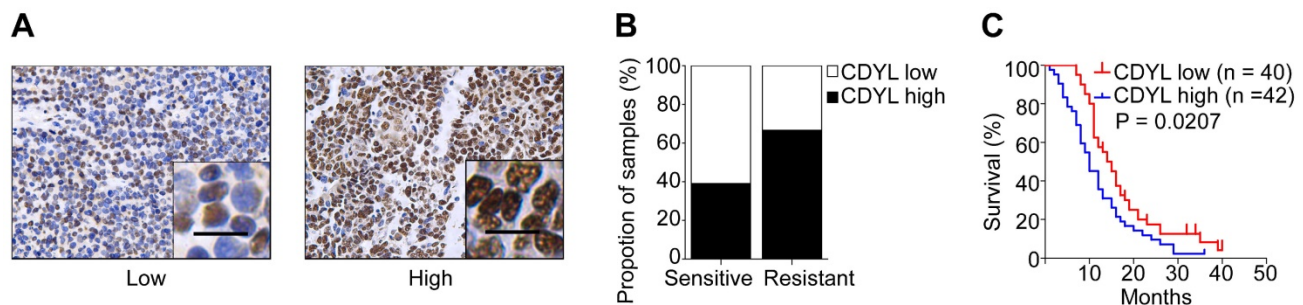 A
Low
High
B
Propotion of samples (%)
100
80
60
40
20
0
Sensitive
Resistant
CDYL low
CDYL high
C
Survival (%)
100
80
60
40
20
10
20
30
40
50
Months
CDYL low (n = 40)
CDYL high (n =42)
P = 0.0207